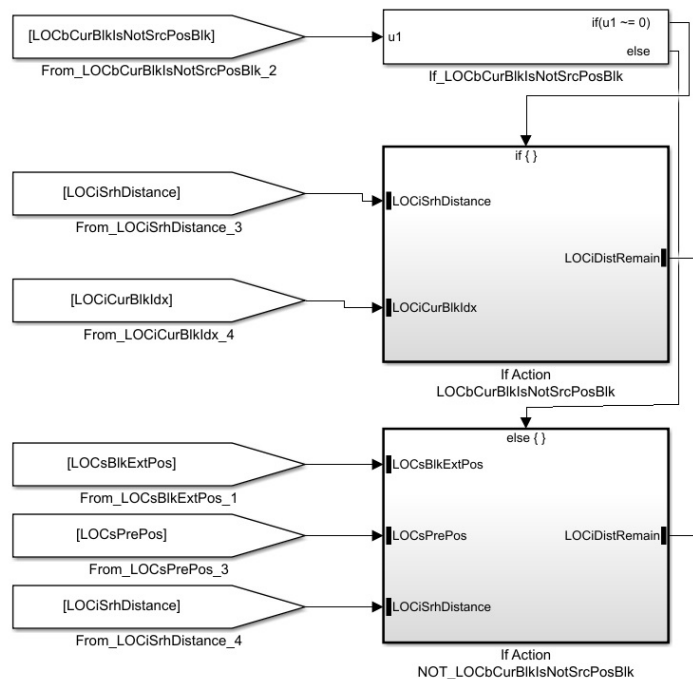 [LOCbCurBlkIsNotSrcPosBlk]
From_LOCbCurBlkIsNotSrcPosBlk_2
u1
if(u1 ~= 0)
else
If_LOCbCurBlkIsNotSrcPosBlk
if { }
[LOCiSrhDistance]
From_LOCiSrhDistance_3
LOCiSrhDistance
LOCiDistRemain
[LOCiCurBlkIdx]
From_LOCiCurBlkIdx_4
LOCiCurBlkIdx
If Action
LOCbCurBlkIsNotSrcPosBlk
else { }
[LOCsBlkExtPos]
From_LOCsBlkExtPos_1
LOCsBlkExtPos
[LOCsPrePos]
From_LOCsPrePos_3
LOCsPrePos
LOCiDistRemain
[LOCiSrhDistance]
From_LOCiSrhDistance_4
LOCiSrhDistance
If Action
NOT_LOCbCurBlkIsNotSrcPosBlk